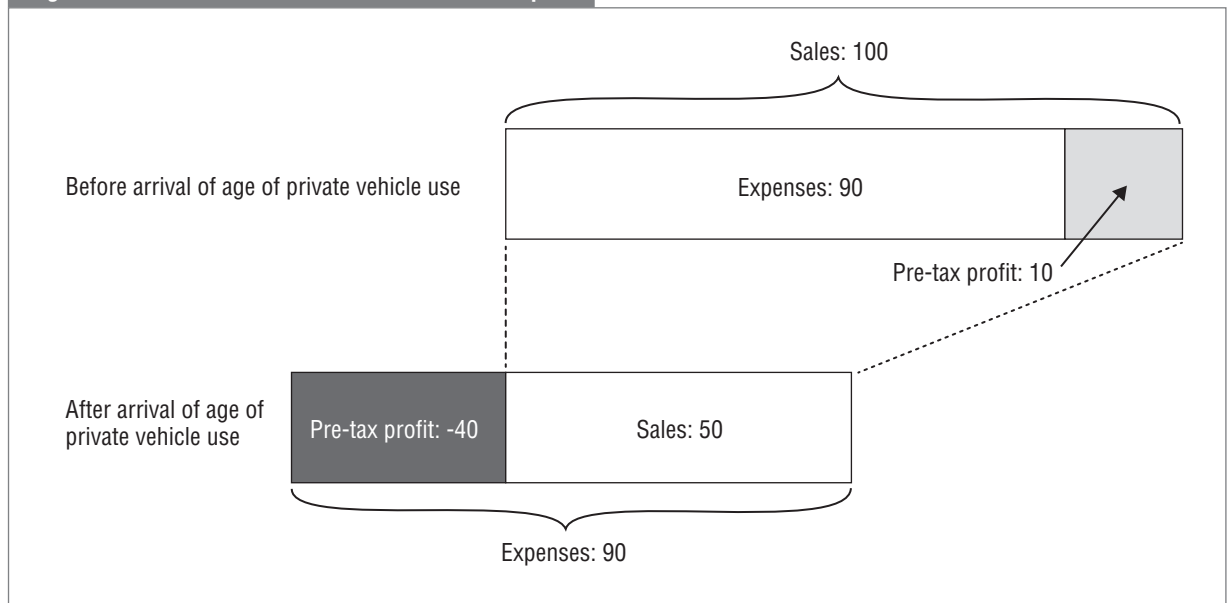 Sales: 100
Before arrival of age of private vehicle use
Expenses: 90
Pre-tax profit: 10
After arrival of age of
private vehicle use
Pre-tax profit: -40
Sales: 50
Expenses: 90